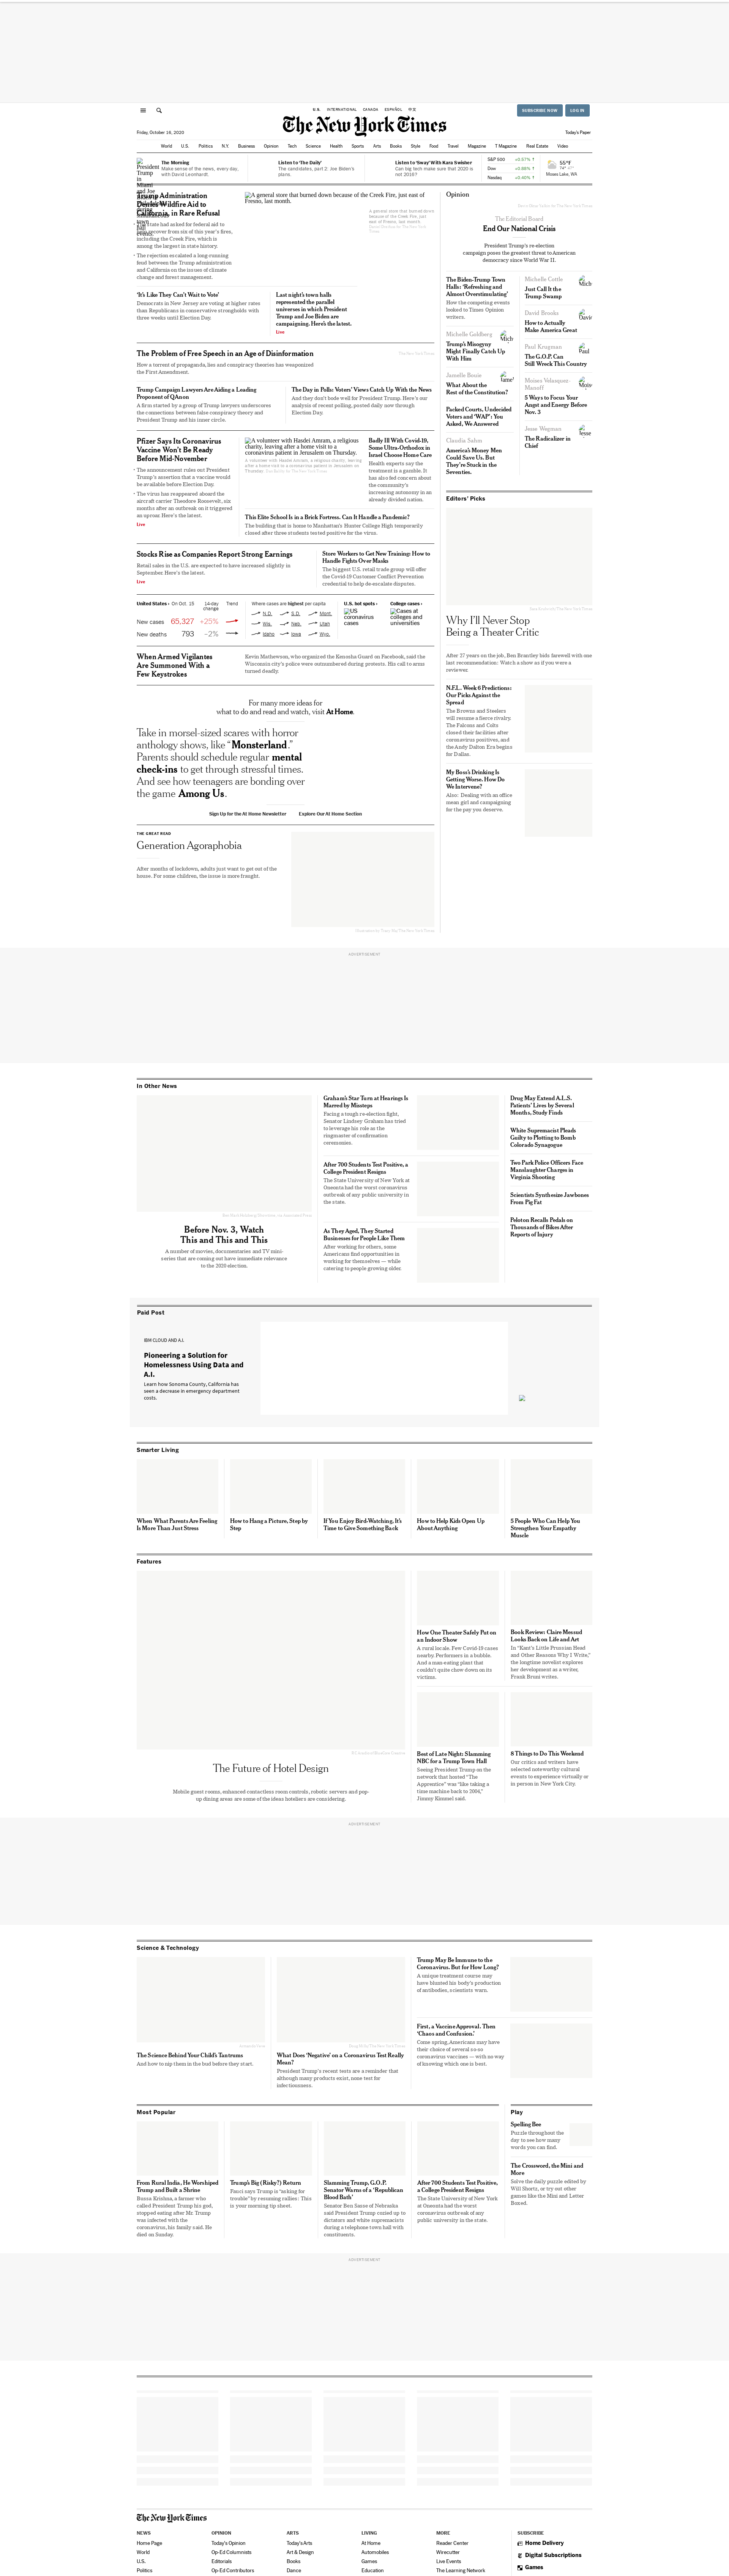 U.S.
INTERNATIONAL
CANADA
ESPAÑOL
中文
SUBSCRIBE NOW
LOG IN
The New York Times
Friday, October 16, 2020
Today's Paper
World U.S. Politics N.Y. Business Opinion Tech Science Health Sports Arts Books Style Food Travel Magazine T Magazine Real Estate Video
The Morning
Make sense of the news, every day,
with David Leonhardt.
Listen to 'The Daily'
The candidates, part 2: Joe Biden's
plans.
Listen to 'Sway' With Kara Swisher
Can big tech make sure that 2020 is
not 2016?
S&P 500
Dow
Nasdaq
55°F
Moses Lake, WA
Trump Administration
Denies Wildfire Aid to
California, in Rare Refusal
The state had asked for federal aid to
help recover from six of this year's fires,
including the Creek Fire, which is
among the largest in state history.
The rejection escalated a long-running
feud between the Trump administration
and California on the issues of climate
change and forest management.
A general store that burned down because of the Creek Fire, just east of
Fresno, last month.
A general store that burned down
because of the Creek Fire, just
east of Fresno, last month.
'It's Like They Can't Wait to Vote'
Democrats in New Jersey are voting at higher rates
than Republicans in conservative strongholds with
three weeks until Election Day.
Last night's town halls
represented the parallel
universes in which President
Trump and Joe Biden are
campaigning. Here's the latest.
Live
The Problem of Free Speech in an Age of Disinformation
How a torrent of propaganda, lies and conspiracy theories has weaponized
the First Amendment.
The New York Times
Trump Campaign Lawyers Are Aiding a Leading
Proponent of QAnon
A firm started by a group of Trump lawyers underscores
the connections between fans conspiracy theory and
President Trump and his inner circle.
The Day in Polls: Voters' Views Catch Up With the News
And they don't bode well for President Trump. Here's our
analysis of recent polling, posted daily now through
Election Day.
Pfizer Says Its Coronavirus
Vaccine Won't Be Ready
Before Mid-November
The announcement rules out President
Trump's assertion that a vaccine would
be available before Election Day.
The virus has reappeared aboard the
aircraft carrier Theodore Roosevelt, six
months after an outbreak on it triggered
an uproar. Here's the latest.
Live
A volunteer with Hasdei Amram, a religious
charity, leaving after a home visit to a
coronavirus patient in Jerusalem on Thursday.
A volunteer with Hasdei Amram, a religious charity, leaving
after a home visit to a coronavirus patient in Jerusalem on
Thursday.
Badly Ill With Covid-19,
Some Ultra-Orthodox in
Israel Choose Home Care
Health experts say the
treatment is a gamble. It
has also led concern about
the community's
increasing autonomy in an
already divided nation.
This Elite School Is in a Brick Fortress. Can It Handle a Pandemic?
The building that is home to Manhattan's Hunter College High temporarily
closed after three students tested positive for the virus.
Stocks Rise as Companies Report Strong Earnings
Retail sales in the U.S. are expected to have increased slightly in
September. Here's the latest.
Live
Store Workers to Get New Training: How to
Handle Fights Over Masks
The biggest U.S. retail trade group will offer
the Covid-19 Customer Conflict Prevention
credential to help de-escalate disputes.
United States › On Oct. 15
14-day
change
Trend
New cases 65,327 +25%
New deaths 793 –2%
Where cases are highest per capita
N.D. S.D. Mont.
Wis. Neb. Utah
Idaho Iowa Wyo.
U.S. hot spots ›
US
coronavirus
cases
College cases ›
Cases at
colleges and
universities
When Armed Vigilantes
Are Summoned With a
Few Keystrokes
Kevin Mathewson, who organized the Kenosha Guard on Facebook, said the
Wisconsin city's police were outnumbered during protests. His call to arms
turned deadly.
For many more ideas for
what to do and read and watch, visit At Home.
Take in morsel-sized scares with horror
anthology shows, like "Monsterland."
Parents should schedule regular mental
check-ins to get through stressful times.
And see how teenagers are bonding over
the game Among Us.
Sign Up for the At Home Newsletter
Explore Our At Home Section
THE GREAT READ
Generation Agoraphobia
After months of lockdown, adults just want to get out of the
house. For some children, the issue is more fraught.
Opinion
The Editorial Board
End Our National Crisis
President Trump's re-election
campaign poses the greatest threat to American
democracy since World War II.
The Biden-Trump Town
Halls: 'Refreshing and
Almost Overstimulating'
How the competing events
looked to Times Opinion
writers.
Michelle Goldberg
Trump's Misogyny
Might Finally Catch Up
With Him
Jamelle Bouie
What About the
Rest of the Constitution?
Packed Courts, Undecided
Voters and 'WAP': You
Asked, We Answered
Claudia Sahm
America's Money Men
Could Save Us. But
They're Stuck in the
Seventies.
Michelle Cottle
Just Call It the
Trump Swamp
David Brooks
How to Actually
Make America Great
Paul Krugman
The G.O.P. Can
Still Wreck This Country
Moises Velasquez-
Manoff
5 Ways to Focus Your
Angst and Energy Before
Nov. 3
Jesse Wegman
The Radicalizer in
Chief
Editors' Picks
Why I'll Never Stop
Being a Theater Critic
After 27 years on the job, Ben Brantley bids farewell with one
last recommendation: Watch a show as if you were a
reviewer.
N.F.L. Week 6 Predictions:
Our Picks Against the
Spread
The Browns and Steelers
will resume a fierce rivalry.
The Falcons and Colts
closed their facilities after
coronavirus positives, and
the Andy Dalton Era begins
for Dallas.
My Boss's Drinking Is
Getting Worse. How Do
We Intervene?
Also: Dealing with an office
mean girl and campaigning
for the pay you deserve.
ADVERTISEMENT
In Other News
Before Nov. 3, Watch
This and This and This
A number of movies, documentaries and TV mini-
series that are coming out have immediate relevance
to the 2020 election.
Graham's Star Turn at Hearings Is
Marred by Missteps
Facing a tough re-election fight,
Senator Lindsey Graham has tried
to leverage his role as the
ringmaster of confirmation
ceremonies.
After 700 Students Test Positive, a
College President Resigns
The State University of New York at
Oneonta had the worst coronavirus
outbreak of any public university in
the state.
As They Aged, They Started
Businesses for People Like Them
After working for others, some
Americans find opportunities in
working for themselves — while
catering to people growing older.
Drug May Extend A.L.S.
Patients' Lives by Several
Months, Study Finds
White Supremacist Pleads
Guilty to Plotting to Bomb
Colorado Synagogue
Two Park Police Officers Face
Manslaughter Charges in
Virginia Shooting
Scientists Synthesize Jawbones
From Pig Fat
Peloton Recalls Pedals on
Thousands of Bikes After
Reports of Injury
Paid Post
IBM CLOUD AND A.I.
Pioneering a Solution for
Homelessness Using Data and
A.I.
Learn how Sonoma County, California has
seen a decrease in emergency department
costs.
Smarter Living
When What Parents Are Feeling
Is More Than Just Stress
How to Hang a Picture, Step by
Step
If You Enjoy Bird-Watching, It's
Time to Give Something Back
How to Help Kids Open Up
About Anything
5 People Who Can Help You
Strengthen Your Empathy
Muscle
Features
The Future of Hotel Design
Mobile guest rooms, enhanced contactless room controls, robotic servers and pop-
up dining areas are some of the ideas hoteliers are considering.
How One Theater Safely Put on
an Indoor Show
A rural locale. Few Covid-19 cases
nearby. Performers in a bubble.
And a man-eating plant that
couldn't quite chow down on its
victims.
Book Review: Claire Messud
Looks Back on Life and Art
In "Kant's Little Prussian Head
and Other Reasons Why I Write,"
the longtime novelist explores
her development as a writer,
Frank Bruni writes.
Best of Late Night: Slamming
NBC for a Trump Town Hall
Seeing President Trump on the
network that hosted "The
Apprentice" was "like taking a
time machine back to 2004,"
Jimmy Kimmel said.
8 Things to Do This Weekend
Our critics and writers have
selected noteworthy cultural
events to experience virtually or
in person in New York City.
ADVERTISEMENT
Science & Technology
The Science Behind Your Child's Tantrums
And how to nip them in the bud before they start.
What Does 'Negative' on a Coronavirus Test Really
Mean?
President Trump's recent tests are a reminder that
although many products exist, none test for
infectiousness.
Trump May Be Immune to the
Coronavirus. But for How Long?
A unique treatment course may
have blunted his body's production
of antibodies, scientists warn.
First, a Vaccine Approval. Then
'Chaos and Confusion.'
Come spring, Americans may have
their choice of several so-so
coronavirus vaccines — with no way
of knowing which one is best.
Most Popular
From Rural India, He Worshiped
Trump and Built a Shrine
Bussa Krishna, a farmer who
called President Trump his god,
stopped eating after Mr. Trump
was infected with the
coronavirus, his family said. He
died on Sunday.
Trump's Big (Risky?) Return
Fauci says Trump is "asking for
trouble" by resuming rallies: This
is your morning tip sheet.
Slamming Trump, G.O.P.
Senator Warns of a 'Republican
Blood Bath'
Senator Ben Sasse of Nebraska
said President Trump cozied up to
dictators and white supremacists
during a telephone town hall with
constituents.
After 700 Students Test Positive,
a College President Resigns
The State University of New York
at Oneonta had the worst
coronavirus outbreak of any
public university in the state.
Play
Spelling Bee
Puzzle throughout the
day to see how many
words you can find.
The Crossword, the Mini and
More
Solve the daily puzzle edited by
Will Shortz, or try out other
games like the Mini and Letter
Boxed.
ADVERTISEMENT
The New York Times
NEWS
Home Page
World
U.S.
Politics
OPINION
Today's Opinion
Op-Ed Columnists
Editorials
Op-Ed Contributors
ARTS
Today's Arts
Art & Design
Books
Dance
LIVING
At Home
Automobiles
Games
Education
MORE
Reader Center
Wirecutter
Live Events
The Learning Network
SUBSCRIBE
Home Delivery
Digital Subscriptions
Games